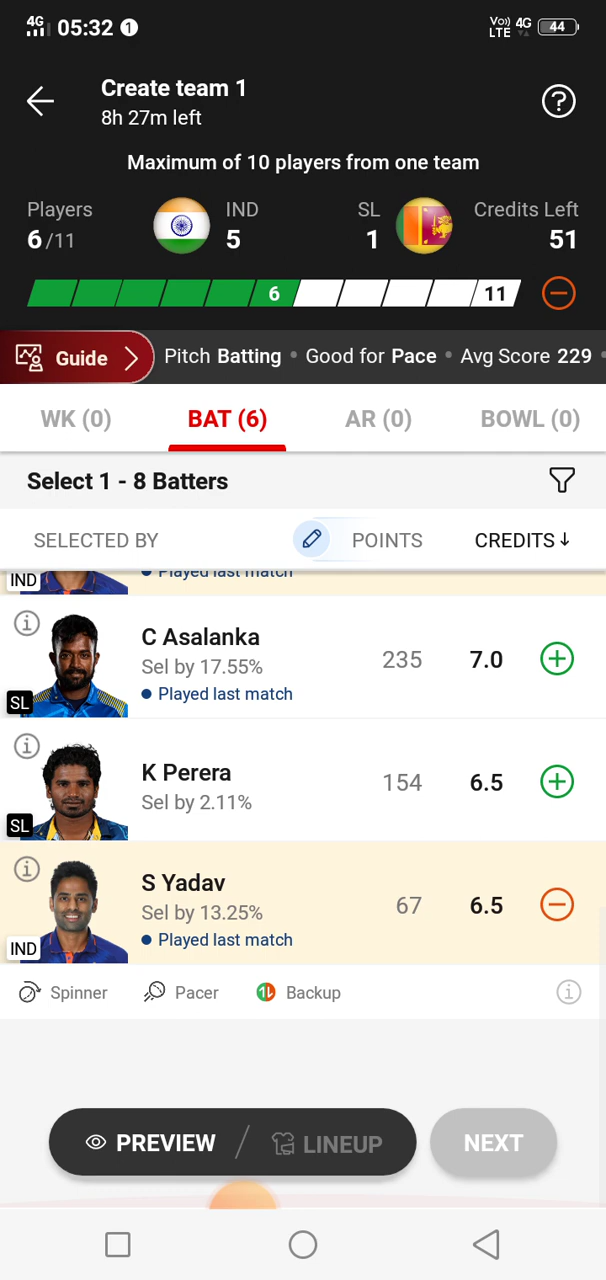 4G 05:32 1 Vo)) LTE 4G 44
Create team 1
8h 27m left
?
Maximum of 10 players from one team
Players IND SL Credits Left
6/11 5 1 51
6 11
Guide Pitch Batting • Good for Pace • Avg Score 229 •
WK (0) BAT (6) AR (0) BOWL (0)
Select 1 - 8 Batters
SELECTED BY POINTS CREDITS↓
IND • Played last match
C Asalanka
Sel by 17.55% 235 7.0
SL • Played last match
K Perera
Sel by 2.11% 154 6.5
SL
S Yadav
Sel by 13.25% 67 6.5
IND • Played last match
Spinner Pacer Backup i
PREVIEW / LINEUP NEXT